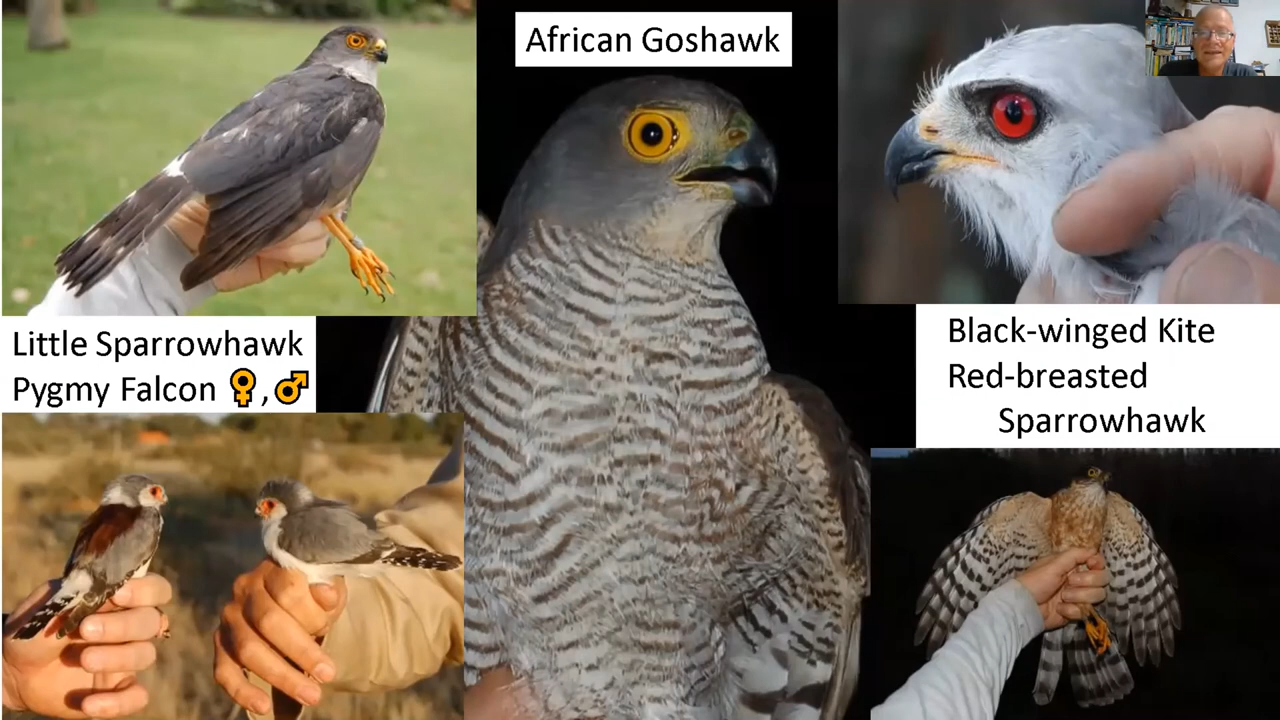 African Goshawk
Little Sparrowhawk
Pygmy Falcon ♀,♂
Black-winged Kite
Red-breasted
Sparrowhawk